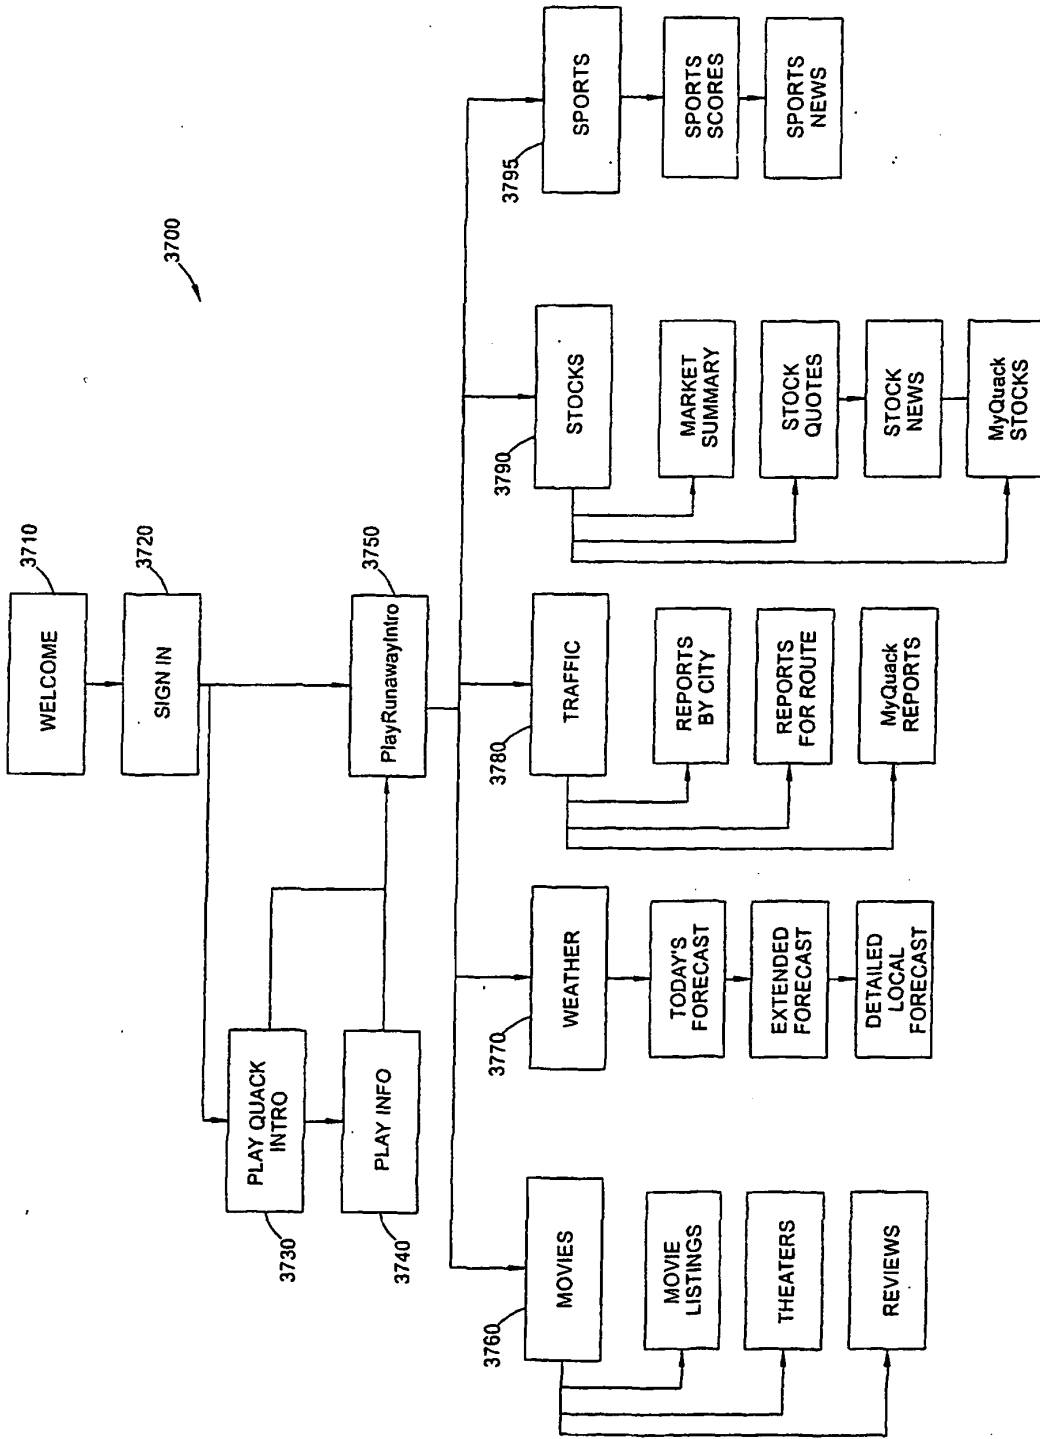 3700
3710
WELCOME
3720
SIGN IN
3730
PLAY QUACK
INTRO
3740
PLAY INFO
3750
PlayRunawayIntro
3760
MOVIES
MOVIE
LISTINGS
THEATERS
REVIEWS
3770
WEATHER
TODAY'S
FORECAST
EXTENDED
FORECAST
DETAILED
LOCAL
FORECAST
3780
TRAFFIC
REPORTS
BY CITY
REPORTS
FOR ROUTE
MyQuack
REPORTS
3790
STOCKS
MARKET
SUMMARY
STOCK
QUOTES
STOCK
NEWS
MyQuack
STOCKS
3795
SPORTS
SPORTS
SCORES
SPORTS
NEWS